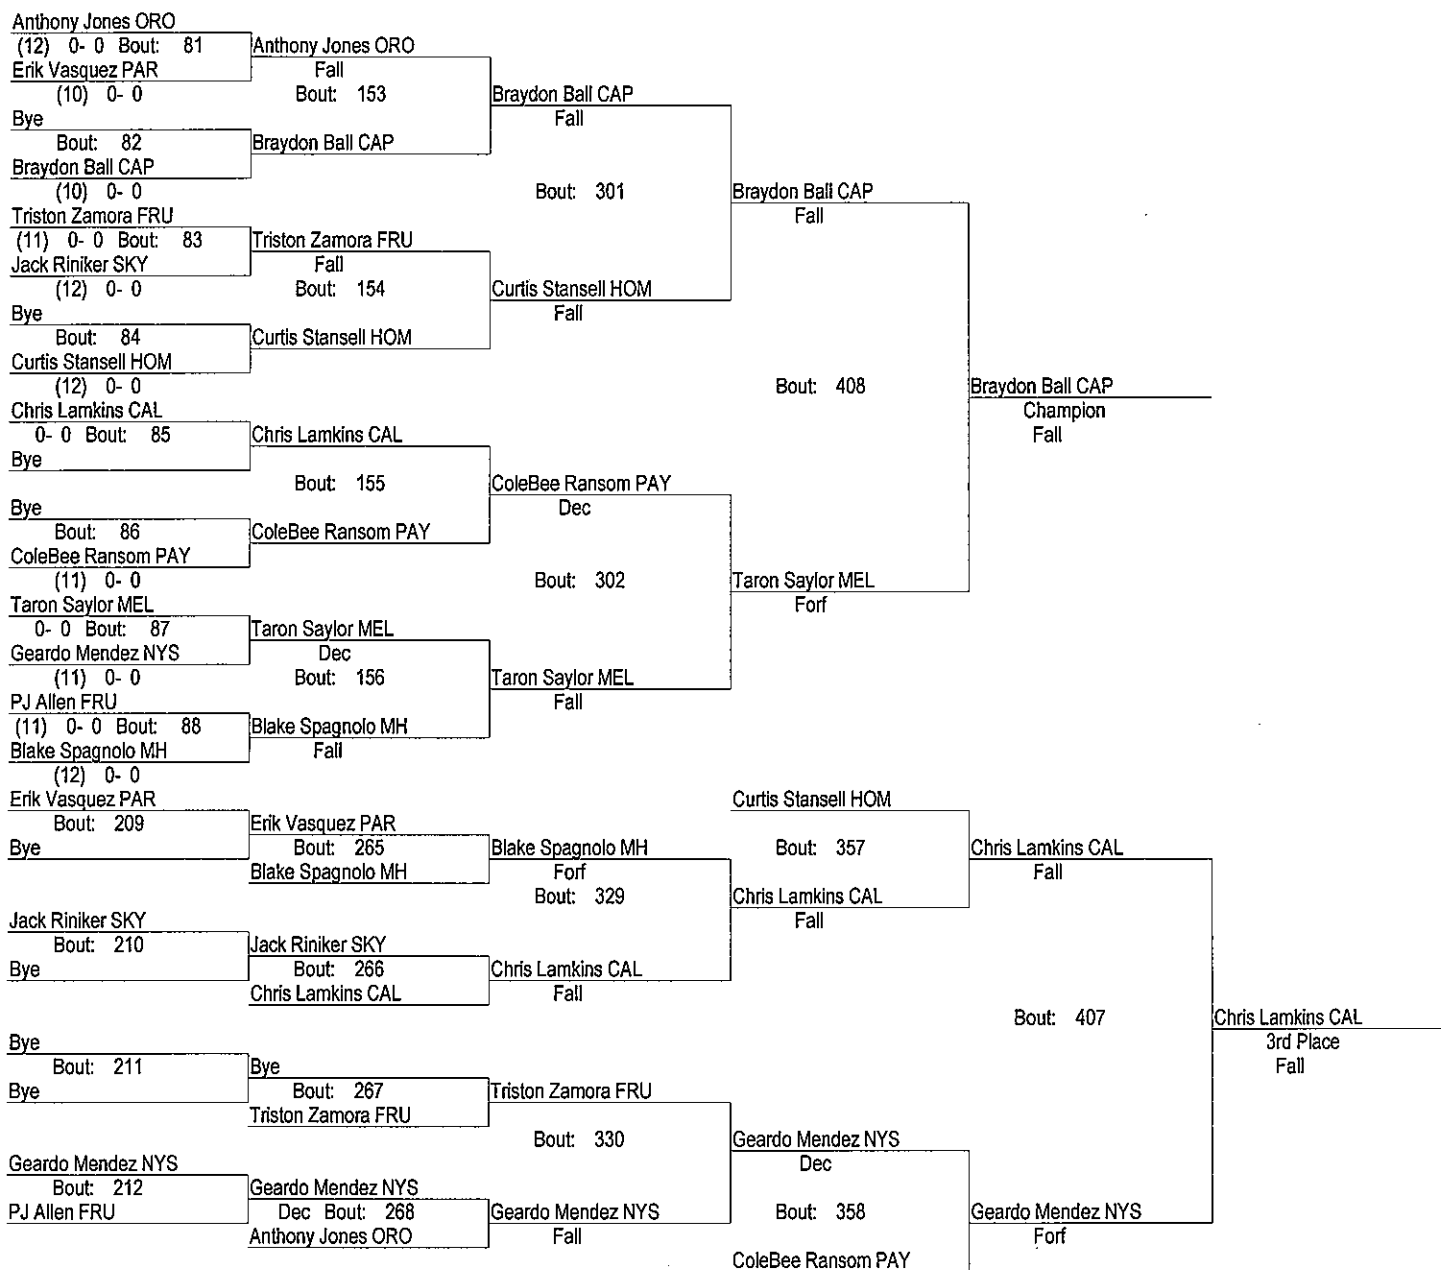 Anthony Jones ORO
(12) 0- 0 Bout: 81
Erik Vasquez PAR
(10) 0- 0
Bye
Bout: 82
Braydon Ball CAP
(10) 0- 0
Triston Zamora FRU
(11) 0- 0 Bout: 83
Jack Riniker SKY
(12) 0- 0
Bye
Bout: 84
Curtis Stansell HOM
(12) 0- 0
Chris Lamkins CAL
0- 0 Bout: 85
Bye
Bye
Bout: 86
ColeBee Ransom PAY
(11) 0- 0
Taron Saylor MEL
0- 0 Bout: 87
Geardo Mendez NYS
(11) 0- 0
PJ Allen FRU
(11) 0- 0 Bout: 88
Blake Spagnolo MH
(12) 0- 0
Anthony Jones ORO
Fall
Bout: 153
Braydon Ball CAP
Triston Zamora FRU
Fall
Bout: 154
Curtis Stansell HOM
Chris Lamkins CAL
Bout: 155
ColeBee Ransom PAY
Taron Saylor MEL
Dec
Bout: 156
Blake Spagnolo MH
Fall
Braydon Ball CAP
Fall
Bout: 301
Curtis Stansell HOM
Fall
ColeBee Ransom PAY
Dec
Bout: 302
Taron Saylor MEL
Fall
Braydon Ball CAP
Fall
Bout: 408
Taron Saylor MEL
Forf
Braydon Ball CAP
Champion
Fall
Erik Vasquez PAR
Bout: 209
Bye
Jack Riniker SKY
Bout: 210
Bye
Bye
Bout: 211
Bye
Geardo Mendez NYS
Bout: 212
PJ Allen FRU
Erik Vasquez PAR
Bout: 265
Blake Spagnolo MH
Jack Riniker SKY
Bout: 266
Chris Lamkins CAL
Bye
Bout: 267
Triston Zamora FRU
Geardo Mendez NYS
Dec Bout: 268
Anthony Jones ORO
Blake Spagnolo MH
Forf
Bout: 329
Chris Lamkins CAL
Fall
Triston Zamora FRU
Bout: 330
Geardo Mendez NYS
Fall
Curtis Stansell HOM
Bout: 357
Chris Lamkins CAL
Fall
Geardo Mendez NYS
Dec
Bout: 358
ColeBee Ransom PAY
Chris Lamkins CAL
Fall
Bout: 407
Geardo Mendez NYS
Forf
Chris Lamkins CAL
3rd Place
Fall